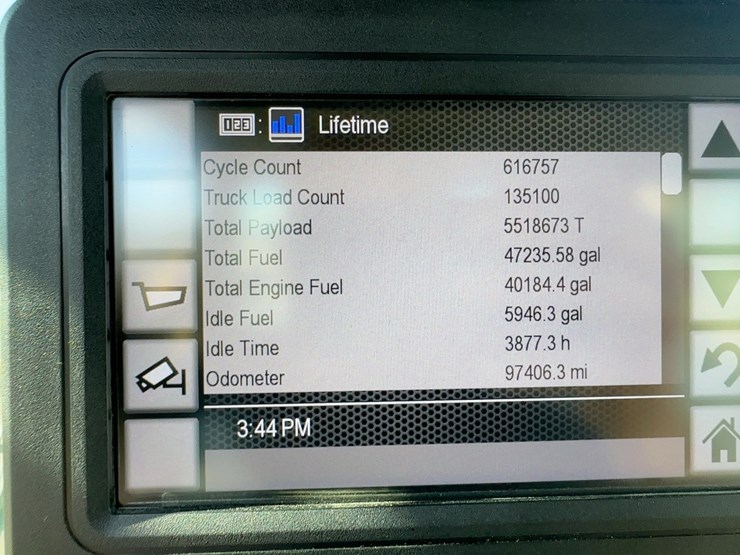 123 : Lifetime
Cycle Count 616757
Truck Load Count 135100
Total Payload 5518673 T
Total Fuel 47235.58 gal
Total Engine Fuel 40184.4 gal
Idle Fuel 5946.3 gal
Idle Time 3877.3 h
Odometer 97406.3 mi
3:44 PM